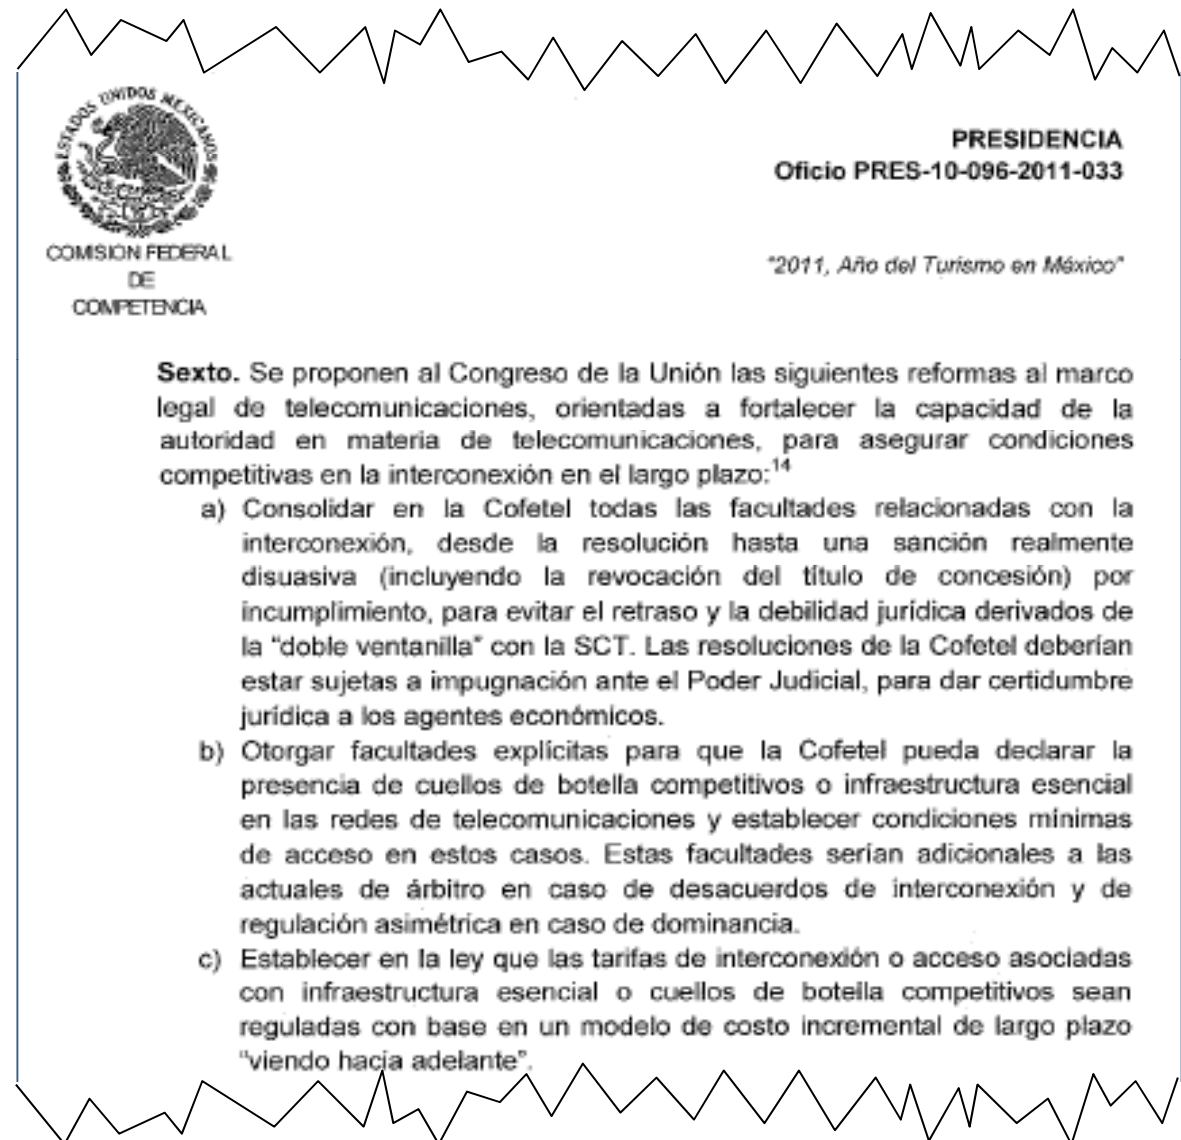 ESTADOS UNIDOS MEXICANOS
PRESIDENCIA
Oficio PRES-10-096-2011-033
COMISION FEDERAL
DE
COMPETENCIA
"2011, Año del Turismo en México"
Sexto. Se proponen al Congreso de la Unión las siguientes reformas al marco
legal de telecomunicaciones, orientadas a fortalecer la capacidad de la
autoridad en materia de telecomunicaciones, para asegurar condiciones
competitivas en la interconexión en el largo plazo:14
a) Consolidar en la Cofetel todas las facultades relacionadas con la
interconexión, desde la resolución hasta una sanción realmente
disuasiva (incluyendo la revocación del título de concesión) por
incumplimiento, para evitar el retraso y la debilidad jurídica derivados de
la "doble ventanilla" con la SCT. Las resoluciones de la Cofetel deberían
estar sujetas a impugnación ante el Poder Judicial, para dar certidumbre
jurídica a los agentes económicos.
b) Otorgar facultades explícitas para que la Cofetel pueda declarar la
presencia de cuellos de botella competitivos o infraestructura esencial
en las redes de telecomunicaciones y establecer condiciones mínimas
de acceso en estos casos. Estas facultades serían adicionales a las
actuales de árbitro en caso de desacuerdos de interconexión y de
regulación asimétrica en caso de dominancia.
c) Establecer en la ley que las tarifas de interconexión o acceso asociadas
con infraestructura esencial o cuellos de botella competitivos sean
reguladas con base en un modelo de costo incremental de largo plazo
"viendo hacia adelante".